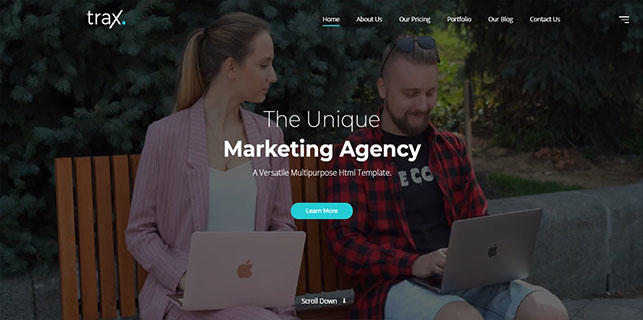 trax.
Home About Us Our Pricing Portfolio Our Blog Contact Us
The Unique
Marketing Agency
A Versatile Multipurpose Html Template.
Learn More
E CO
Scroll Down